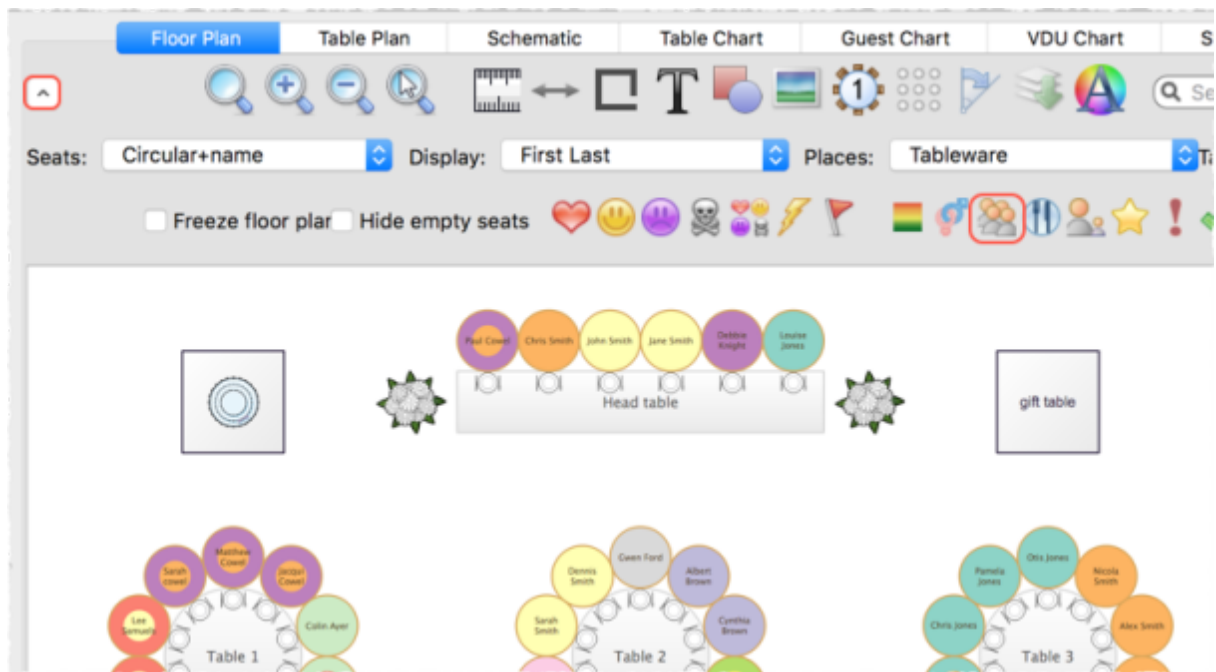 Floor Plan Table Plan Schematic Table Chart Guest Chart VDU Chart S
T 1 A Se
Seats: Circular+name Display: First Last Places: Tableware Ta
Freeze floor plan Hide empty seats
Paul Cowel Chris Smith John Smith Jane Smith Debbie Knight Louise Jones
Head table
gift table
Matthew Cowel
Sarah cowel
Jacqui Cowel
Lee Samuels
Colin Ayer
Table 1
Gwen Ford
Dennis Smith
Albert Brown
Sarah Smith
Cynthia Brown
Table 2
Otis Jones
Pamela Jones
Nicola Smith
Chris Jones
Alex Smith
Table 3